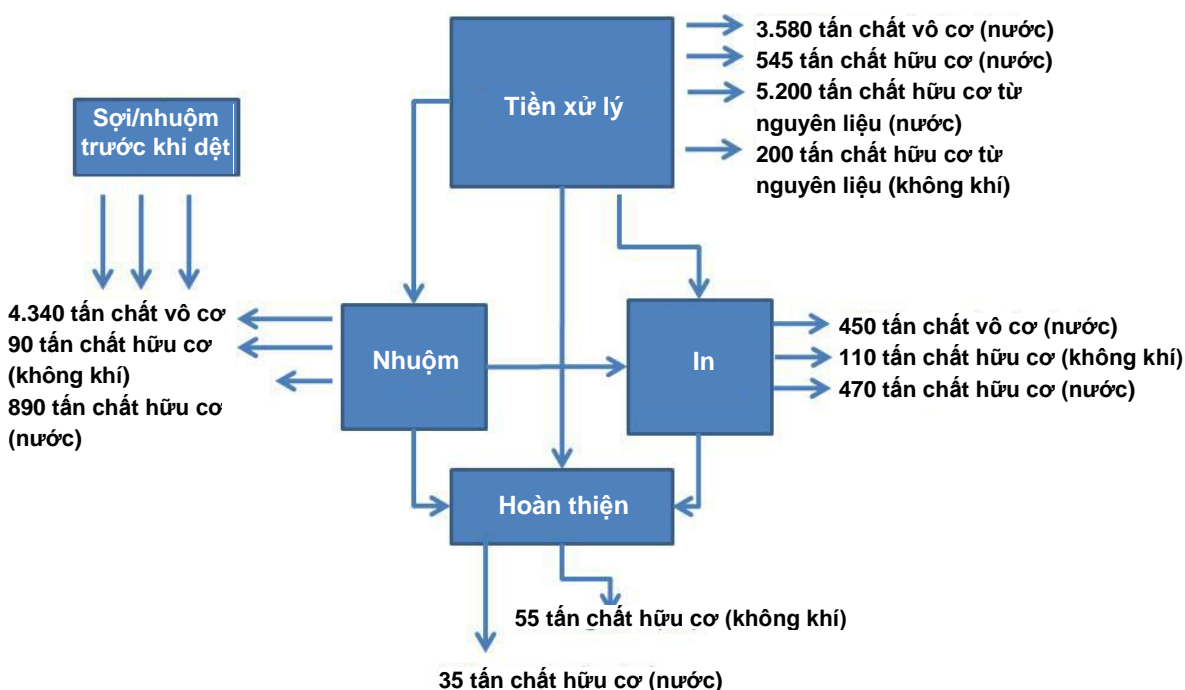 3.580 tấn chất vô cơ (nước)
545 tấn chất hữu cơ (nước)
5.200 tấn chất hữu cơ từ
nguyên liệu (nước)
200 tấn chất hữu cơ từ
nguyên liệu (không khí)
Tiền xử lý
Sợi/nhuộm
trước khi dệt
4.340 tấn chất vô cơ
90 tấn chất hữu cơ
(không khí)
890 tấn chất hữu cơ
(nước)
Nhuộm
In
450 tấn chất vô cơ (nước)
110 tấn chất hữu cơ (không khí)
470 tấn chất hữu cơ (nước)
Hoàn thiện
55 tấn chất hữu cơ (không khí)
35 tấn chất hữu cơ (nước)